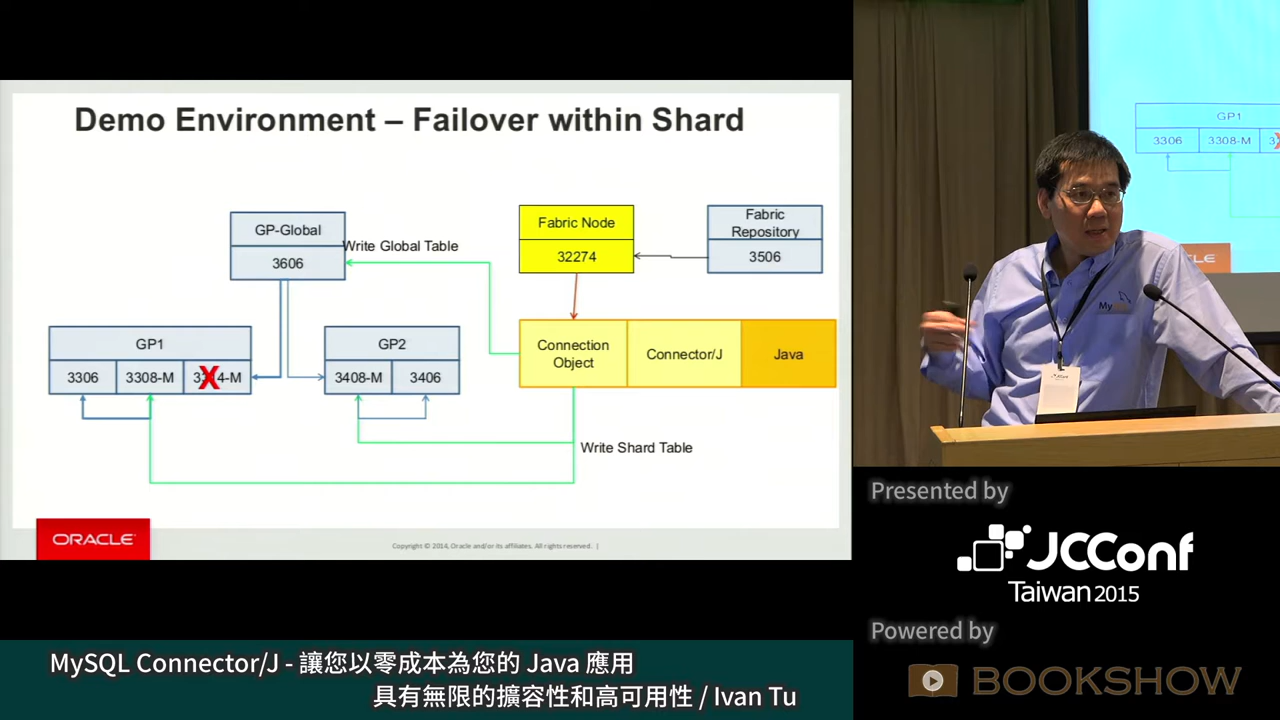 Demo Environment – Failover within Shard
GP-Global
3606
Write Global Table
Fabric Node
32274
Fabric
Repository
3506
GP1
3306
3308-M
X
GP2
3408-M
3406
Connection
Object
Connector/J
Java
Write Shard Table
ORACLE
Copyright © 2014, Oracle and/or its affiliates. All rights reserved. |
GP1
3306
3308-M
Presented by
JCConf
Taiwan 2015
Powered by
BOOKSHOW
MySQL Connector/J - 讓您以零成本為您的 Java 應用
具有無限的擴容性和高可用性 / Ivan Tu